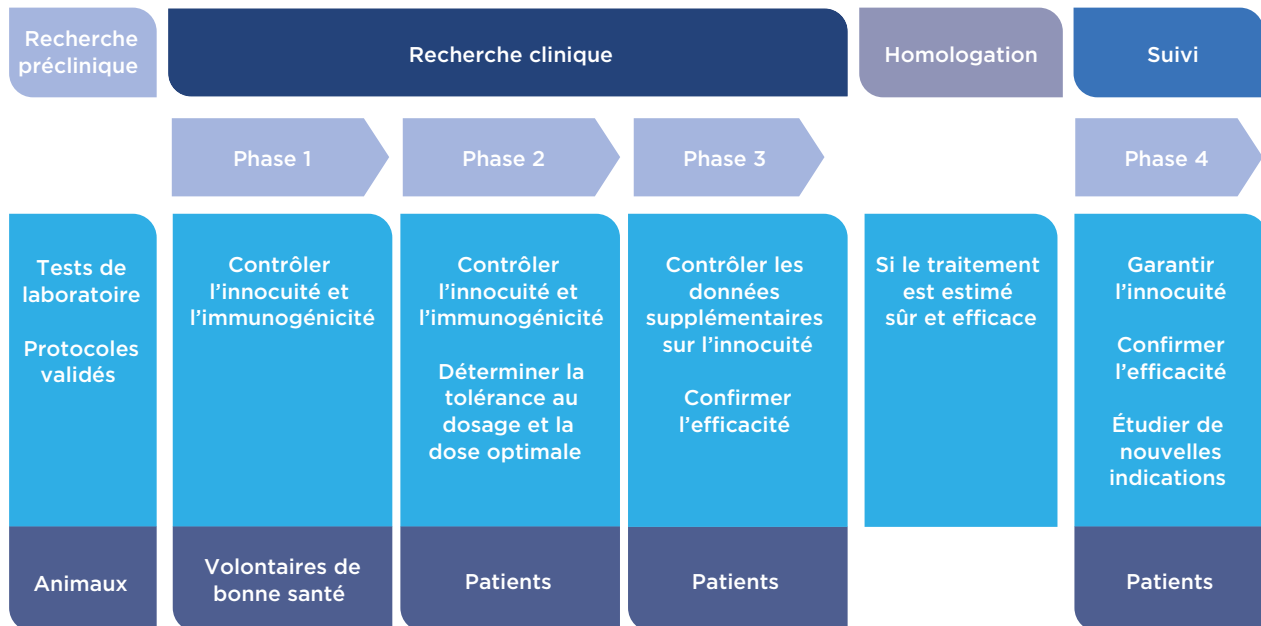 Recherche
préclinique
Recherche clinique
Homologation
Suivi
Phase 1
Phase 2
Phase 3
Phase 4
Tests de
laboratoire
Protocoles
validés
Contrôler
l’innocuité et
l’immunogénicité
Contrôler
l’innocuité et
l’immunogénicité
Déterminer la
tolérance au
dosage et la
dose optimale
Contrôler les
données
supplémentaires
sur l’innocuité
Confirmer
l’efficacité
Si le traitement
est estimé
sûr et efficace
Garantir
l’innocuité
Confirmer
l’efficacité
Étudier de
nouvelles
indications
Animaux
Volontaires de
bonne santé
Patients
Patients
Patients